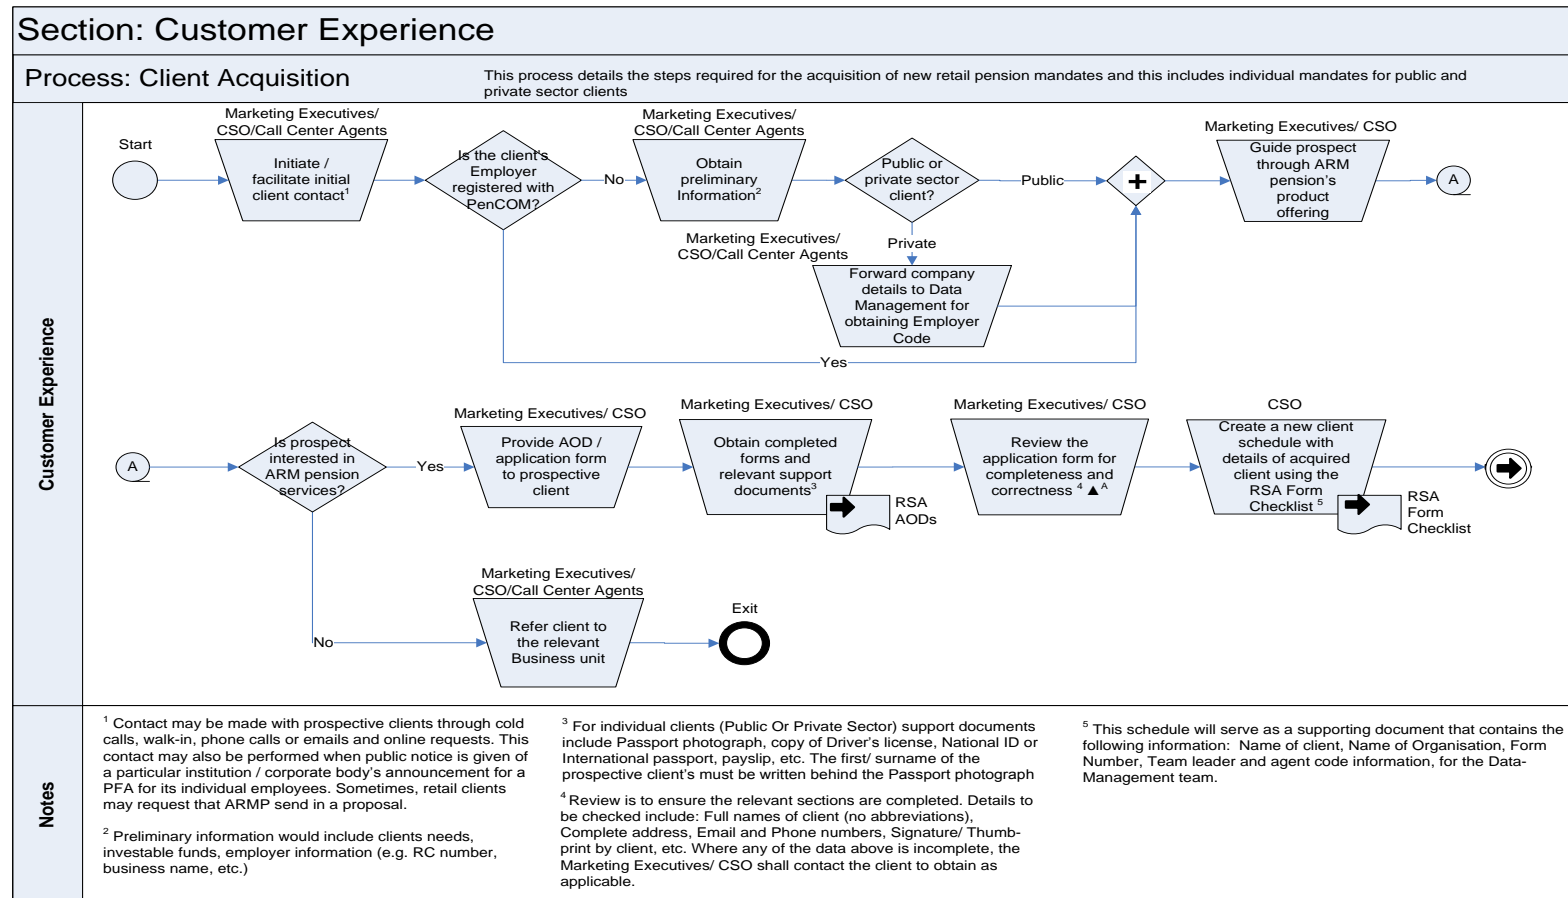 Section: Customer Experience
Process: Client Acquisition
This process details the steps required for the acquisition of new retail pension mandates and this includes individual mandates for public and
private sector clients
Customer Experience
Start
Marketing Executives/
CSO/Call Center Agents
Initiate /
facilitate initial
client contact¹
Is the client's
Employer
registered with
PenCOM?
No
Marketing Executives/
CSO/Call Center Agents
Obtain
preliminary
Information²
Public or
private sector
client?
Public
+
Marketing Executives/ CSO
Guide prospect
through ARM
pension's
product
offering
A
Private
Marketing Executives/
CSO/Call Center Agents
Forward company
details to Data
Management for
obtaining Employer
Code
Yes
A
Is prospect
interested in
ARM pension
services?
Yes
Marketing Executives/ CSO
Provide AOD /
application form
to prospective
client
Marketing Executives/ CSO
Obtain completed
forms and
relevant support
documents³
RSA
AODs
Marketing Executives/ CSO
Review the
application form for
completeness and
correctness ⁴ ▲ ᴬ
CSO
Create a new client
schedule with
details of acquired
client using the
RSA Form
Checklist ⁵
RSA
Form
Checklist
No
Marketing Executives/
CSO/Call Center Agents
Refer client to
the relevant
Business unit
Exit
Notes
¹ Contact may be made with prospective clients through cold
calls, walk-in, phone calls or emails and online requests. This
contact may also be performed when public notice is given of
a particular institution / corporate body's announcement for a
PFA for its individual employees. Sometimes, retail clients
may request that ARMP send in a proposal.
² Preliminary information would include clients needs,
investable funds, employer information (e.g. RC number,
business name, etc.)
³ For individual clients (Public Or Private Sector) support documents
include Passport photograph, copy of Driver's license, National ID or
International passport, payslip, etc. The first/ surname of the
prospective client's must be written behind the Passport photograph
⁴ Review is to ensure the relevant sections are completed. Details to
be checked include: Full names of client (no abbreviations),
Complete address, Email and Phone numbers, Signature/ Thumb-
print by client, etc. Where any of the data above is incomplete, the
Marketing Executives/ CSO shall contact the client to obtain as
applicable.
⁵ This schedule will serve as a supporting document that contains the
following information:  Name of client, Name of Organisation, Form
Number, Team leader and agent code information, for the Data-
Management team.